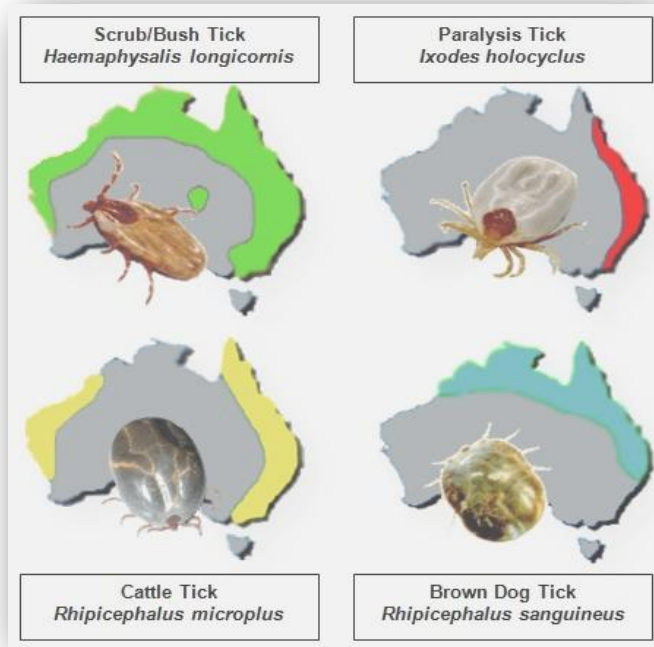 Scrub/Bush Tick
Haemaphysalis longicornis
Paralysis Tick
Ixodes holocyclus
Cattle Tick
Rhipicephalus microplus
Brown Dog Tick
Rhipicephalus sanguineus